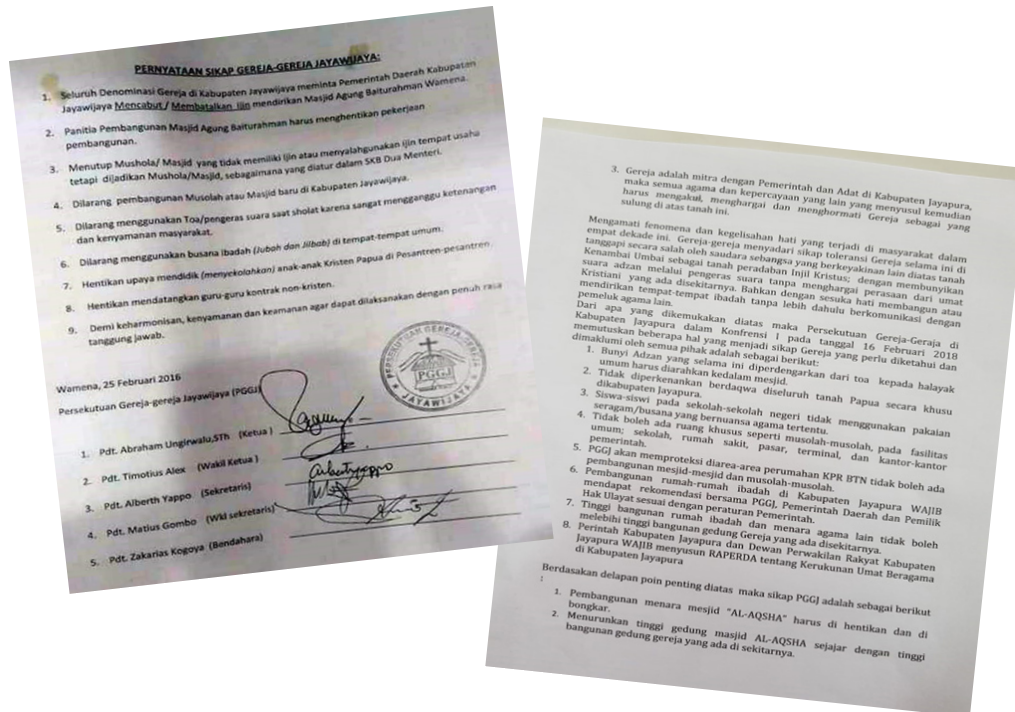 PERNYATAAN SIKAP GEREJA-GEREJA JAYAWIJAYA:
1. Seluruh Denominasi Gereja di Kabupaten Jayawijaya meminta Pemerintah Daerah Kabupatan
Jayawijaya Mencabut / Membatalkan Ijin mendirikan Masjid Agung Baiturahman Wamena.
2. Panitia Pembangunan Masjid Agung Baiturahman harus menghentikan pekerjaan
pembangunan.
3. Menutup Mushola/ Masjid yang tidak memiliki Ijin atau menyalahgunakan ijin tempat usaha
tetapi dijadikan Mushola/Masjid, sebagaimana yang diatur dalam SKB Dua Menteri.
4. Dilarang pembangunan Musolah atau Masjid baru di Kabupaten Jayawijaya.
5. Dilarang menggunakan Toa/pengeras suara saat sholat karena sangat mengganggu ketenangan
dan kenyamanan masyarakat.
6. Dilarang menggunakan busana ibadah (Jubah dan Jilbab) di tempat-tempat umum.
7. Hentikan upaya mendidik (menyekolahkan) anak-anak Kristen Papua di Pesantren-pesantren.
8. Hentikan mendatangkan guru-guru kontrak non-kristen.
9. Demi keharmonisan, kenyamanan dan keamanan agar dapat dilaksanakan dengan penuh rasa
tanggung jawab.
Wamena, 25 Februari 2016
Persekutuan Gereja-gereja Jayawijaya (PGGJ)
PERSEKUTUAN GEREJA-GEREJA
PGGJ
JAYAWIJAYA
1. Pdt. Abraham Ungirwalu,STh (Ketua )
2. Pdt. Timotius Alex (Wakil Ketua )
3. Pdt. Alberth Yappo (Sekretaris)
4. Pdt. Matius Gombo (Wkl sekretaris)
5. Pdt. Zakarias Kogoya (Bendahara)
3. Gereja adalah mitra dengan Pemerintah dan Adat di Kabupaten Jayapura,
maka semua agama dan kepercayaan yang lain yang menyusul kemudian
harus mengakui, menghargai dan menghormati Gereja sebagai yang
sulung di atas tanah ini.
Mengamati fenomena dan kegelisahan hati yang terjadi di masyarakat dalam
empat dekade ini. Gereja-gereja menyadari sikap toleransi Gereja selama ini di
tanggapi secara salah oleh saudara sebangsa yang berkeyakinan lain diatas tanah
Kenambai Umbai sebagai tanah peradaban Injil Kristus; dengan membunyikan
suara adzan melalui pengeras suara tanpa menghargai perasaan dari umat
Kristiani yang ada disekitarnya. Bahkan dengan sesuka hati membangun atau
mendirikan tempat-tempat ibadah tanpa lebih dahulu berkomunikasi dengan
pemeluk agama lain.
Dari apa yang dikemukakan diatas maka Persekutuan Gereja-Geraja di
Kabupaten Jayapura dalam Konfrensi I pada tanggal 16 Februari 2018
memutuskan beberapa hal yang menjadi sikap Gereja yang perlu diketahui dan
dimaklumi oleh semua pihak adalah sebagai berikut:
1. Bunyi Adzan yang selama ini diperdengarkan dari toa kepada halayak
umum harus diarahkan kedalam mesjid.
2. Tidak diperkenankan berdaqwa diseluruh tanah Papua secara khusu
dikabupaten Jayapura.
3. Siswa-siswi pada sekolah-sekolah negeri tidak menggunakan pakaian
seragam/busana yang bernuansa agama tertentu.
4. Tidak boleh ada ruang khusus seperti musolah-musolah, pada fasilitas
umum; sekolah, rumah sakit, pasar, terminal, dan kantor-kantor
pemerintah.
5. PGGJ akan memproteksi diarea-area perumahan KPR BTN tidak boleh ada
pembangunan mesjid-mesjid dan musolah-musolah.
6. Pembangunan rumah-rumah ibadah di Kabupaten Jayapura WAJIB
mendapat rekomendasi bersama PGGJ, Pemerintah Daerah dan Pemilik
Hak Ulayat sesuai dengan peraturan Pemerintah.
7. Tinggi bangunan rumah ibadah dan menara agama lain tidak boleh
melebihi tinggi bangunan gedung Gereja yang ada disekitarnya.
8. Perintah Kabupaten Jayapura dan Dewan Perwakilan Rakyat Kabupaten
Jayapura WAJIB menyusun RAPERDA tentang Kerukunan Umat Beragama
di Kabupaten Jayapura
Berdasakan delapan poin penting diatas maka sikap PGGJ adalah sebagai berikut
:
1. Pembangunan menara mesjid "AL-AQSHA" harus di hentikan dan di
bongkar.
2. Menurunkan tinggi gedung masjid AL-AQSHA sejajar dengan tinggi
bangunan gedung gereja yang ada di sekitarnya.